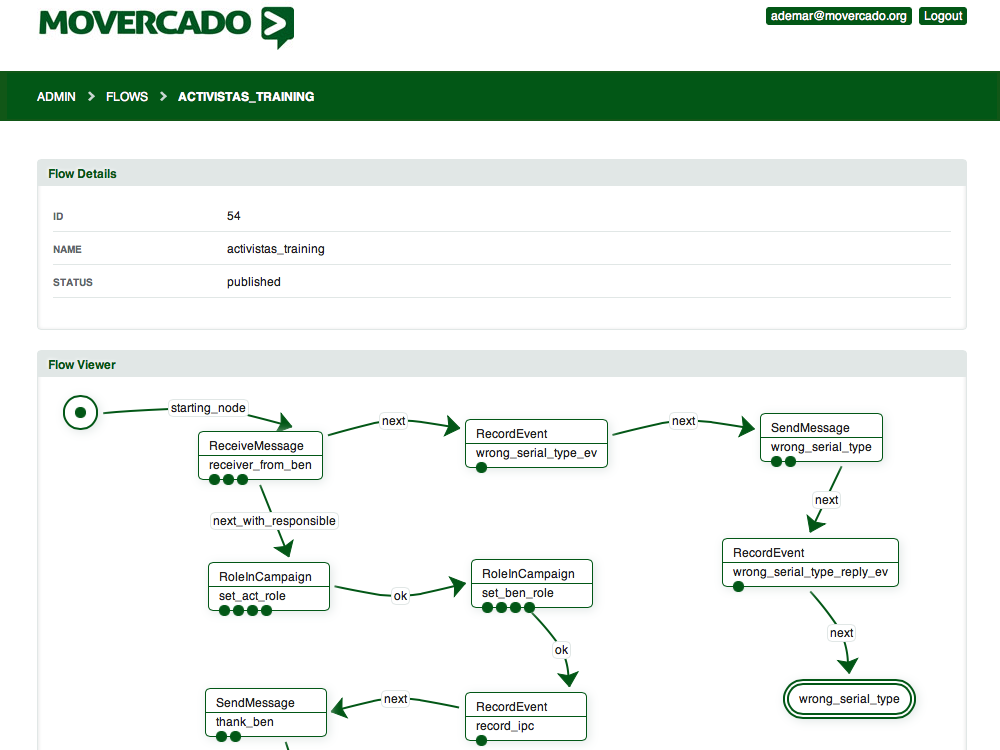 MOVERCADO
ademar@movercado.org Logout
ADMIN FLOWS ACTIVISTAS_TRAINING
Flow Details
ID 54
NAME activistas_training
STATUS published
Flow Viewer
starting_node
ReceiveMessage
receiver_from_ben
next
RecordEvent
wrong_serial_type_ev
next
SendMessage
wrong_serial_type
next
next_with_responsible
RecordEvent
wrong_serial_type_reply_ev
RoleInCampaign
set_act_role
ok
RoleInCampaign
set_ben_role
next
ok
wrong_serial_type
SendMessage
thank_ben
next
RecordEvent
record_ipc